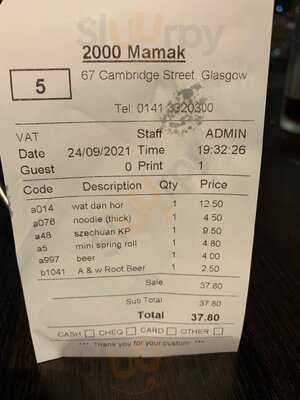 Sluurpy
2000 Mamak
5
67 Cambridge Street, Glasgow
Tel: 0141 3320300
VAT Staff ADMIN
Date 24/09/2021 Time 19:32:26
Guest 0 Print 1
Code Description Qty Price
a014 wat dan hor 1 12.50
a076 noodle (thick) 1 4.50
a48 szechuan KP 1 9.50
a5 mini spring roll 1 4.80
a997 beer 1 4.00
b1041 A & w Root Beer 1 2.50
Sale 37.80
Sub Total 37.80
Total 37.80
CASH CHEQ CARD OTHER
*** Thank you for your custom ***